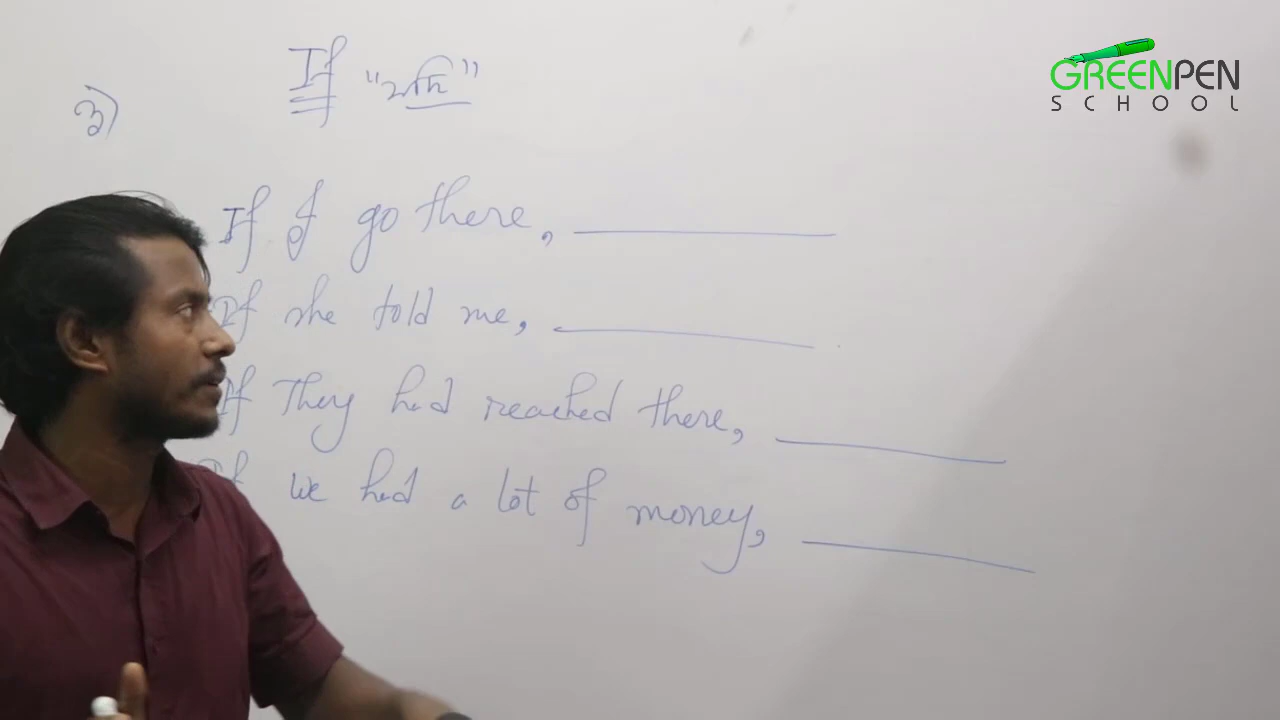 GREENPEN
SCHOOL
If "যদি"
৩)
If I go there, 
If she told me, 
If They had reached there, 
If we had a lot of money,